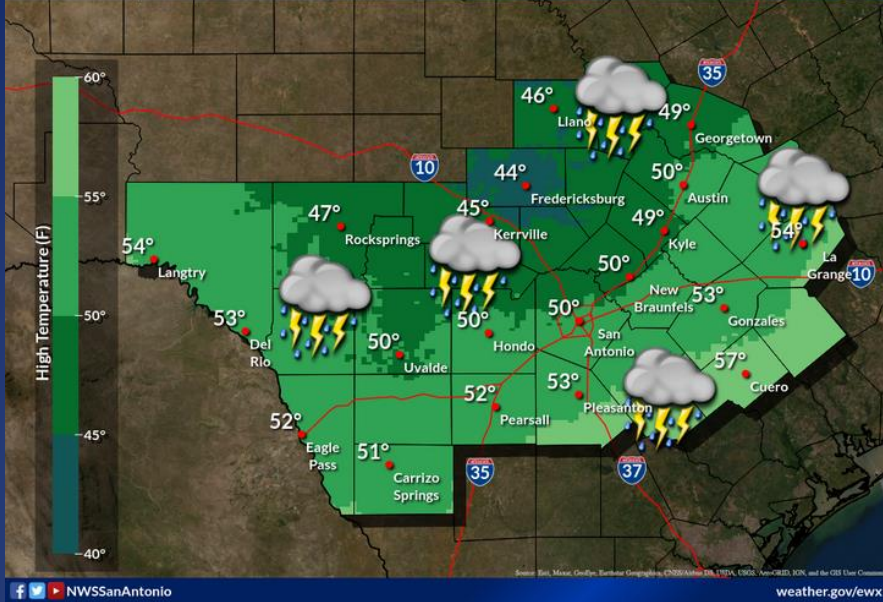 60°
55°
50°
45°
40°
High Temperature (F)
35
46°
Llano
49°
Georgetown
10
44°
Fredericksburg
50°
Austin
54°
La
Grange
47°
Rocksprings
45°
Kerrville
49°
Kyle
54°
Langtry
50°
New
Braunfels
10
53°
Del
Rio
50°
Uvalde
50°
Hondo
50°
San
Antonio
53°
Gonzales
57°
Cuero
52°
Pearsall
53°
Pleasanton
52°
Eagle
Pass
51°
Carrizo
Springs
35
37
NWSSanAntonio
weather.gov/ewx